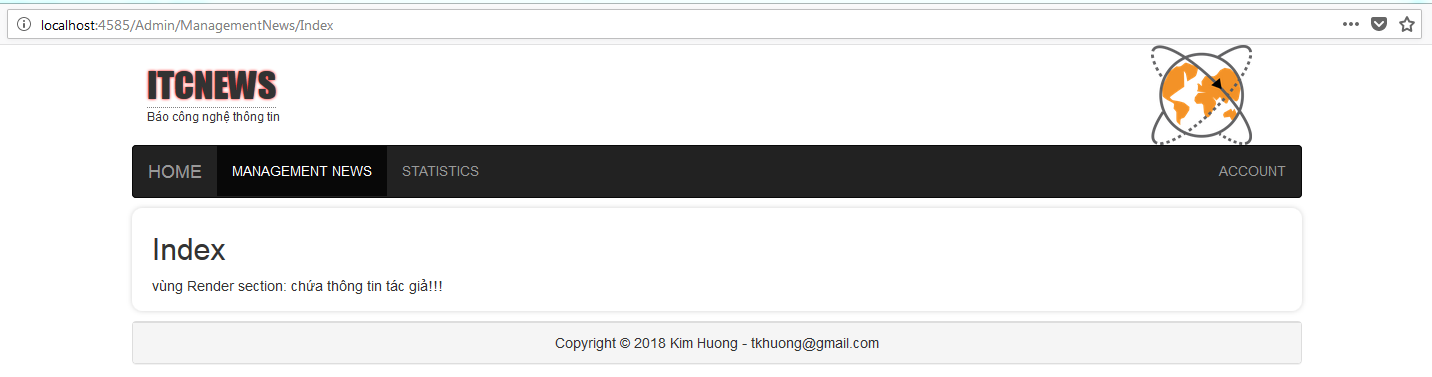 localhost:4585/Admin/ManagementNews/Index
ITCNEWS
Báo công nghệ thông tin
HOME MANAGEMENT NEWS STATISTICS ACCOUNT
Index
vùng Render section: chứa thông tin tác giả!!!
Copyright © 2018 Kim Huong - tkhuong@gmail.com